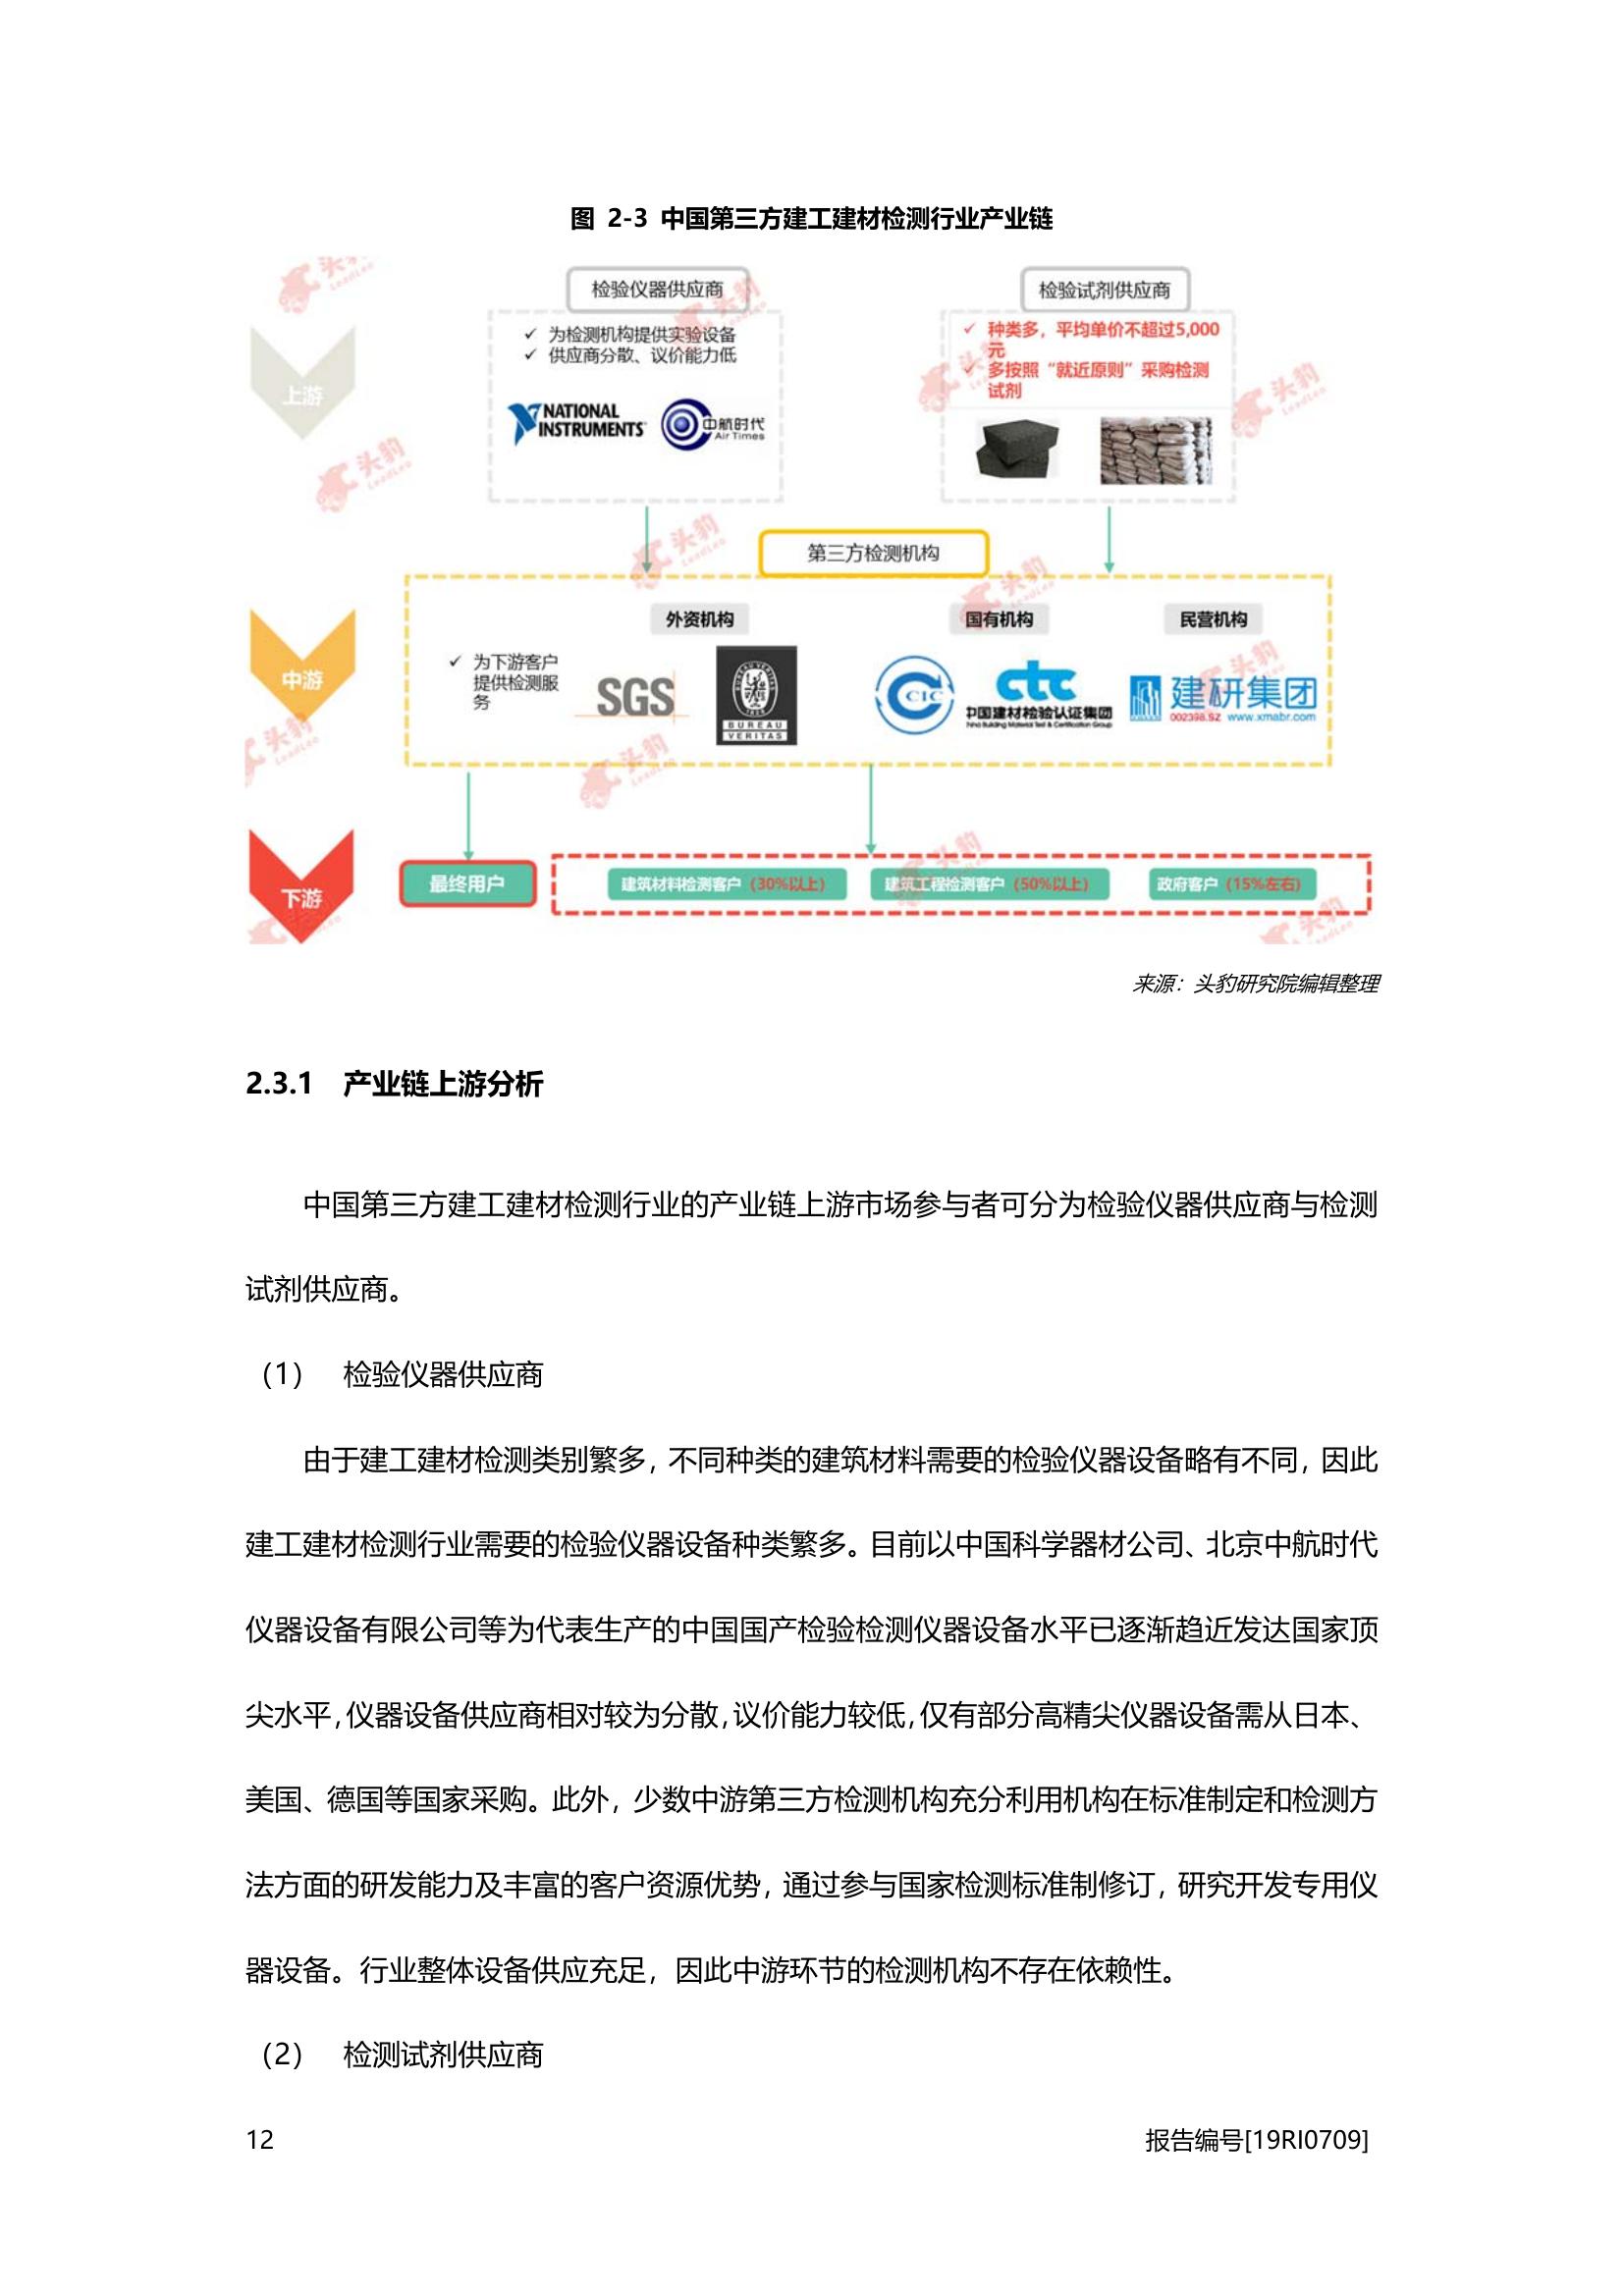 图 2-3 中国第三方建工建材检测行业产业链
检验仪器供应商
检验试剂供应商
✓ 为检测机构提供实验设备
✓ 供应商分散、议价能力低
✓ 种类多，平均单价不超过5,000
元
✓ 多按照“就近原则”采购检测
试剂
上游
NATIONAL
INSTRUMENTS
中航时代
Air Times
第三方检测机构
外资机构
国有机构
民营机构
中游
✓ 为下游客户
提供检测服
务
SGS
BUREAU
VERITAS
CIC
ctc
中国建材检验认证集团
建研集团
002398.SZ www.xmabr.com
下游
最终用户
建筑材料检测客户（30%以上）
建筑工程检测客户（50%以上）
政府客户（15%左右）
头豹
LeadLeo
来源：头豹研究院编辑整理
2.3.1 产业链上游分析
中国第三方建工建材检测行业的产业链上游市场参与者可分为检验仪器供应商与检测
试剂供应商。
（1） 检验仪器供应商
由于建工建材检测类别繁多，不同种类的建筑材料需要的检验仪器设备略有不同，因此
建工建材检测行业需要的检验仪器设备种类繁多。目前以中国科学器材公司、北京中航时代
仪器设备有限公司等为代表生产的中国国产检验检测仪器设备水平已逐渐趋近发达国家顶
尖水平，仪器设备供应商相对较为分散，议价能力较低，仅有部分高精尖仪器设备需从日本、
美国、德国等国家采购。此外，少数中游第三方检测机构充分利用机构在标准制定和检测方
法方面的研发能力及丰富的客户资源优势，通过参与国家检测标准制修订，研究开发专用仪
器设备。行业整体设备供应充足，因此中游环节的检测机构不存在依赖性。
（2） 检测试剂供应商
12
报告编号[19RI0709]